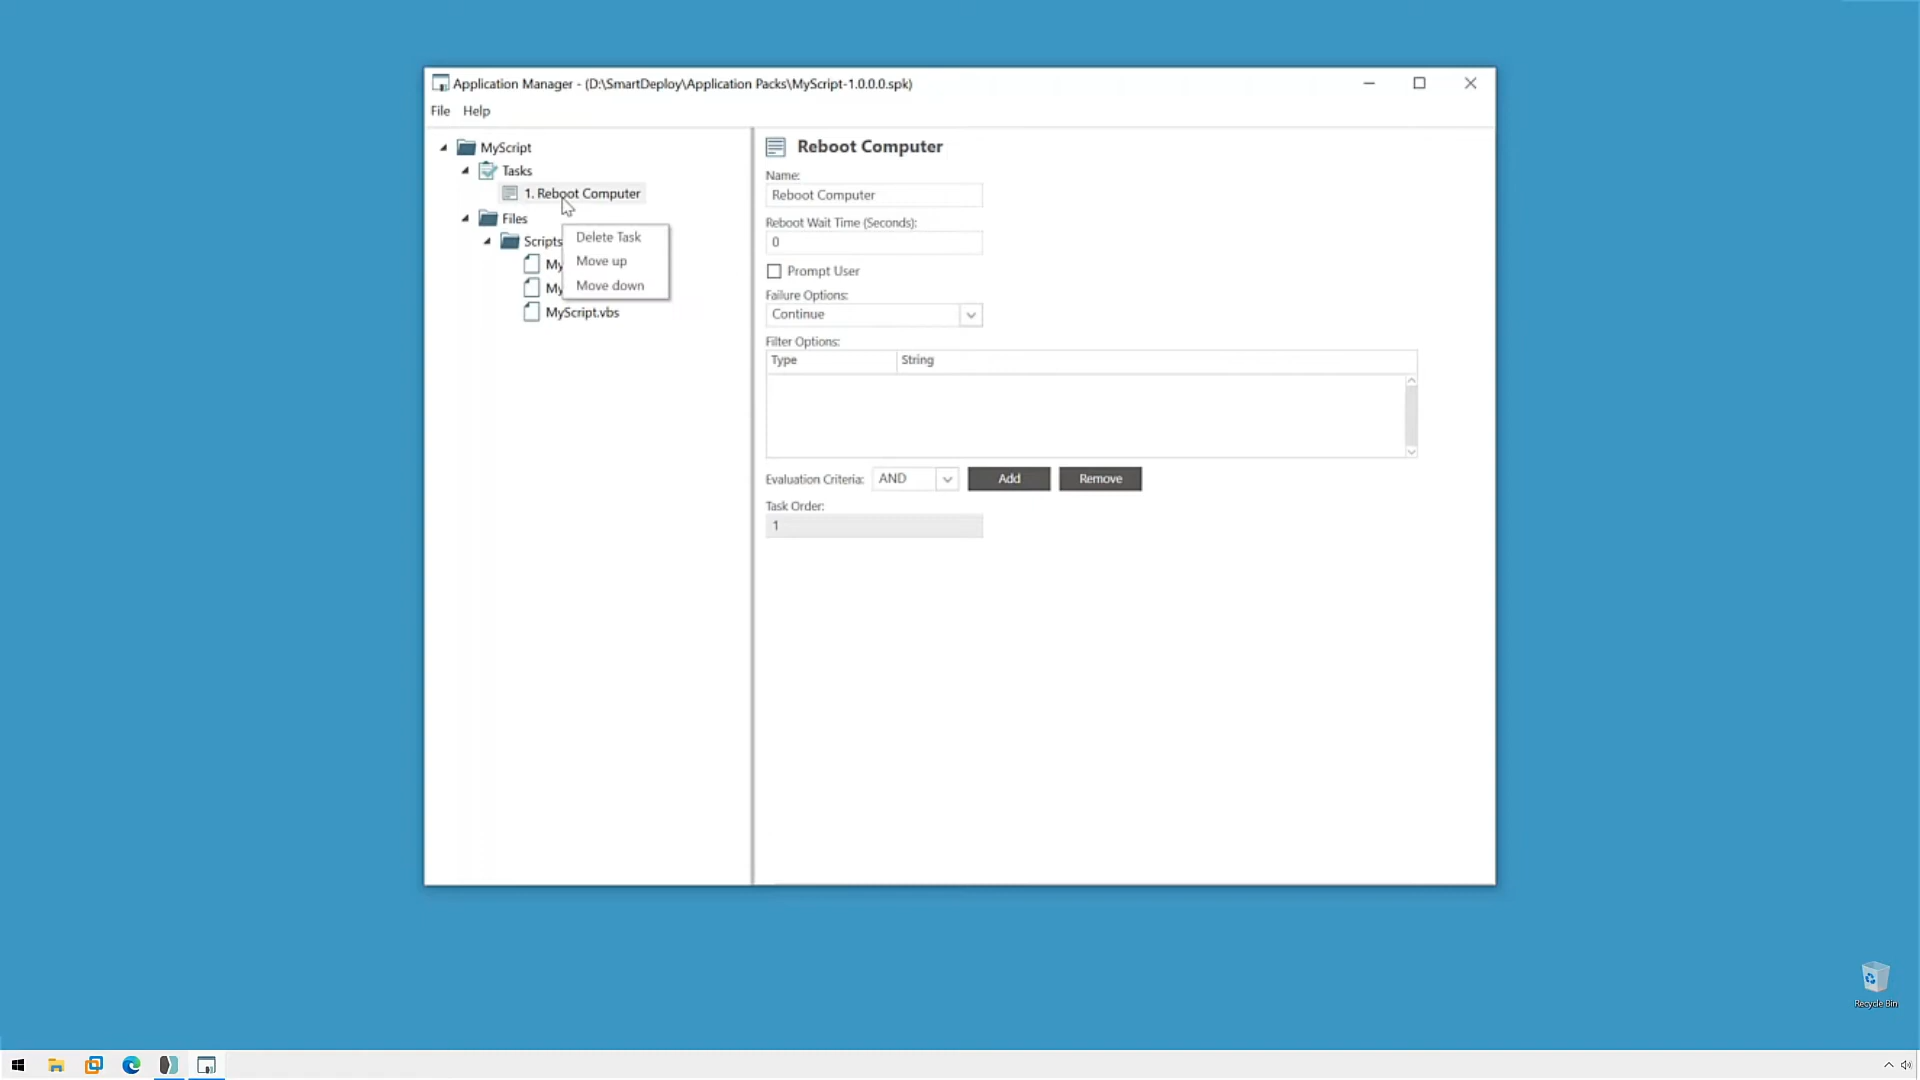 Application Manager - (D:\SmartDeploy\Application Packs\MyScript-1.0.0.0.spk)
File Help
MyScript
Tasks
1. Reboot Computer
Files
Scripts
My
My
MyScript.vbs
Delete Task
Move up
Move down
Reboot Computer
Name:
Reboot Computer
Reboot Wait Time (Seconds):
0
Prompt User
Failure Options:
Continue
Filter Options:
Type String
Evaluation Criteria: AND Add Remove
Task Order:
1
Recycle Bin